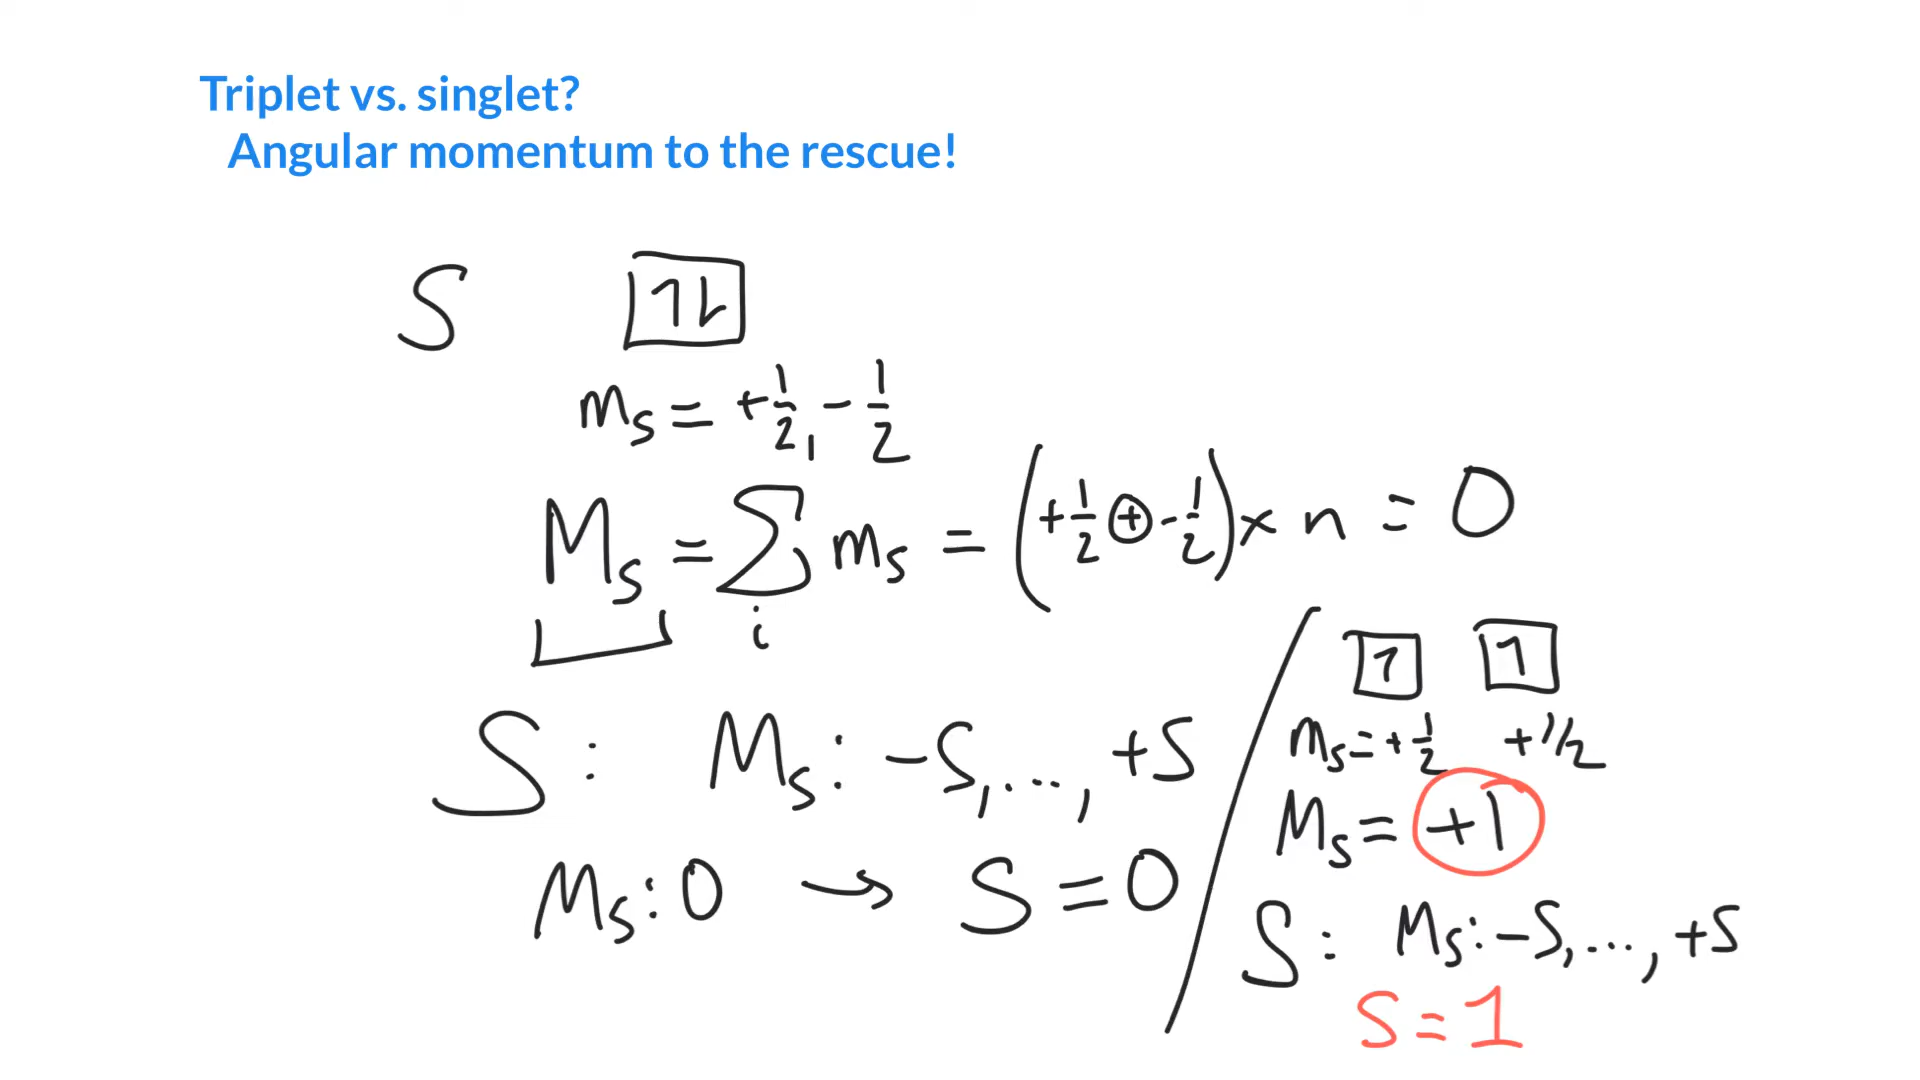 Triplet vs. singlet?
Angular momentum to the rescue!
S ↿⇂
ms = +1/2, -1/2
Ms = Σ ms = (+1/2 ⊕ -1/2) × n = 0
i
S: Ms: -S, ..., +S
Ms: 0 → S = 0
↿ ↿
ms = +1/2 +1/2
Ms = +1
S: Ms: -S, ..., +S
S = 1